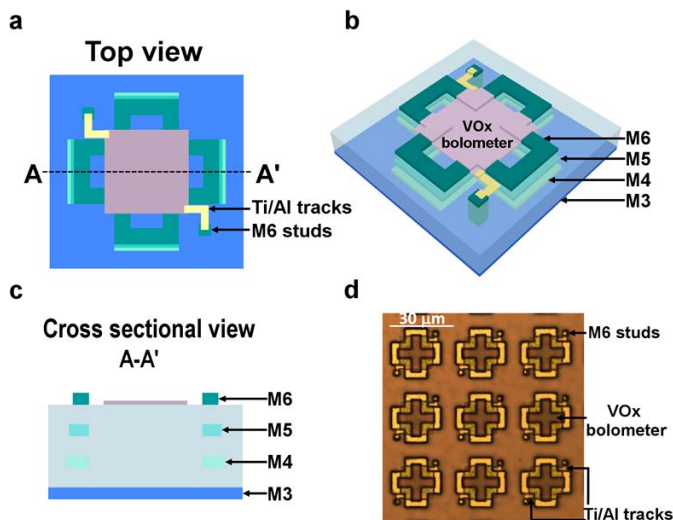 a
Top view
A
A'
Ti/Al tracks
M6 studs
b
VOx
bolometer
M6
M5
M4
M3
c
Cross sectional view
A-A'
M6
M5
M4
M3
d
30 µm
M6 studs
VOx
bolometer
Ti/Al tracks